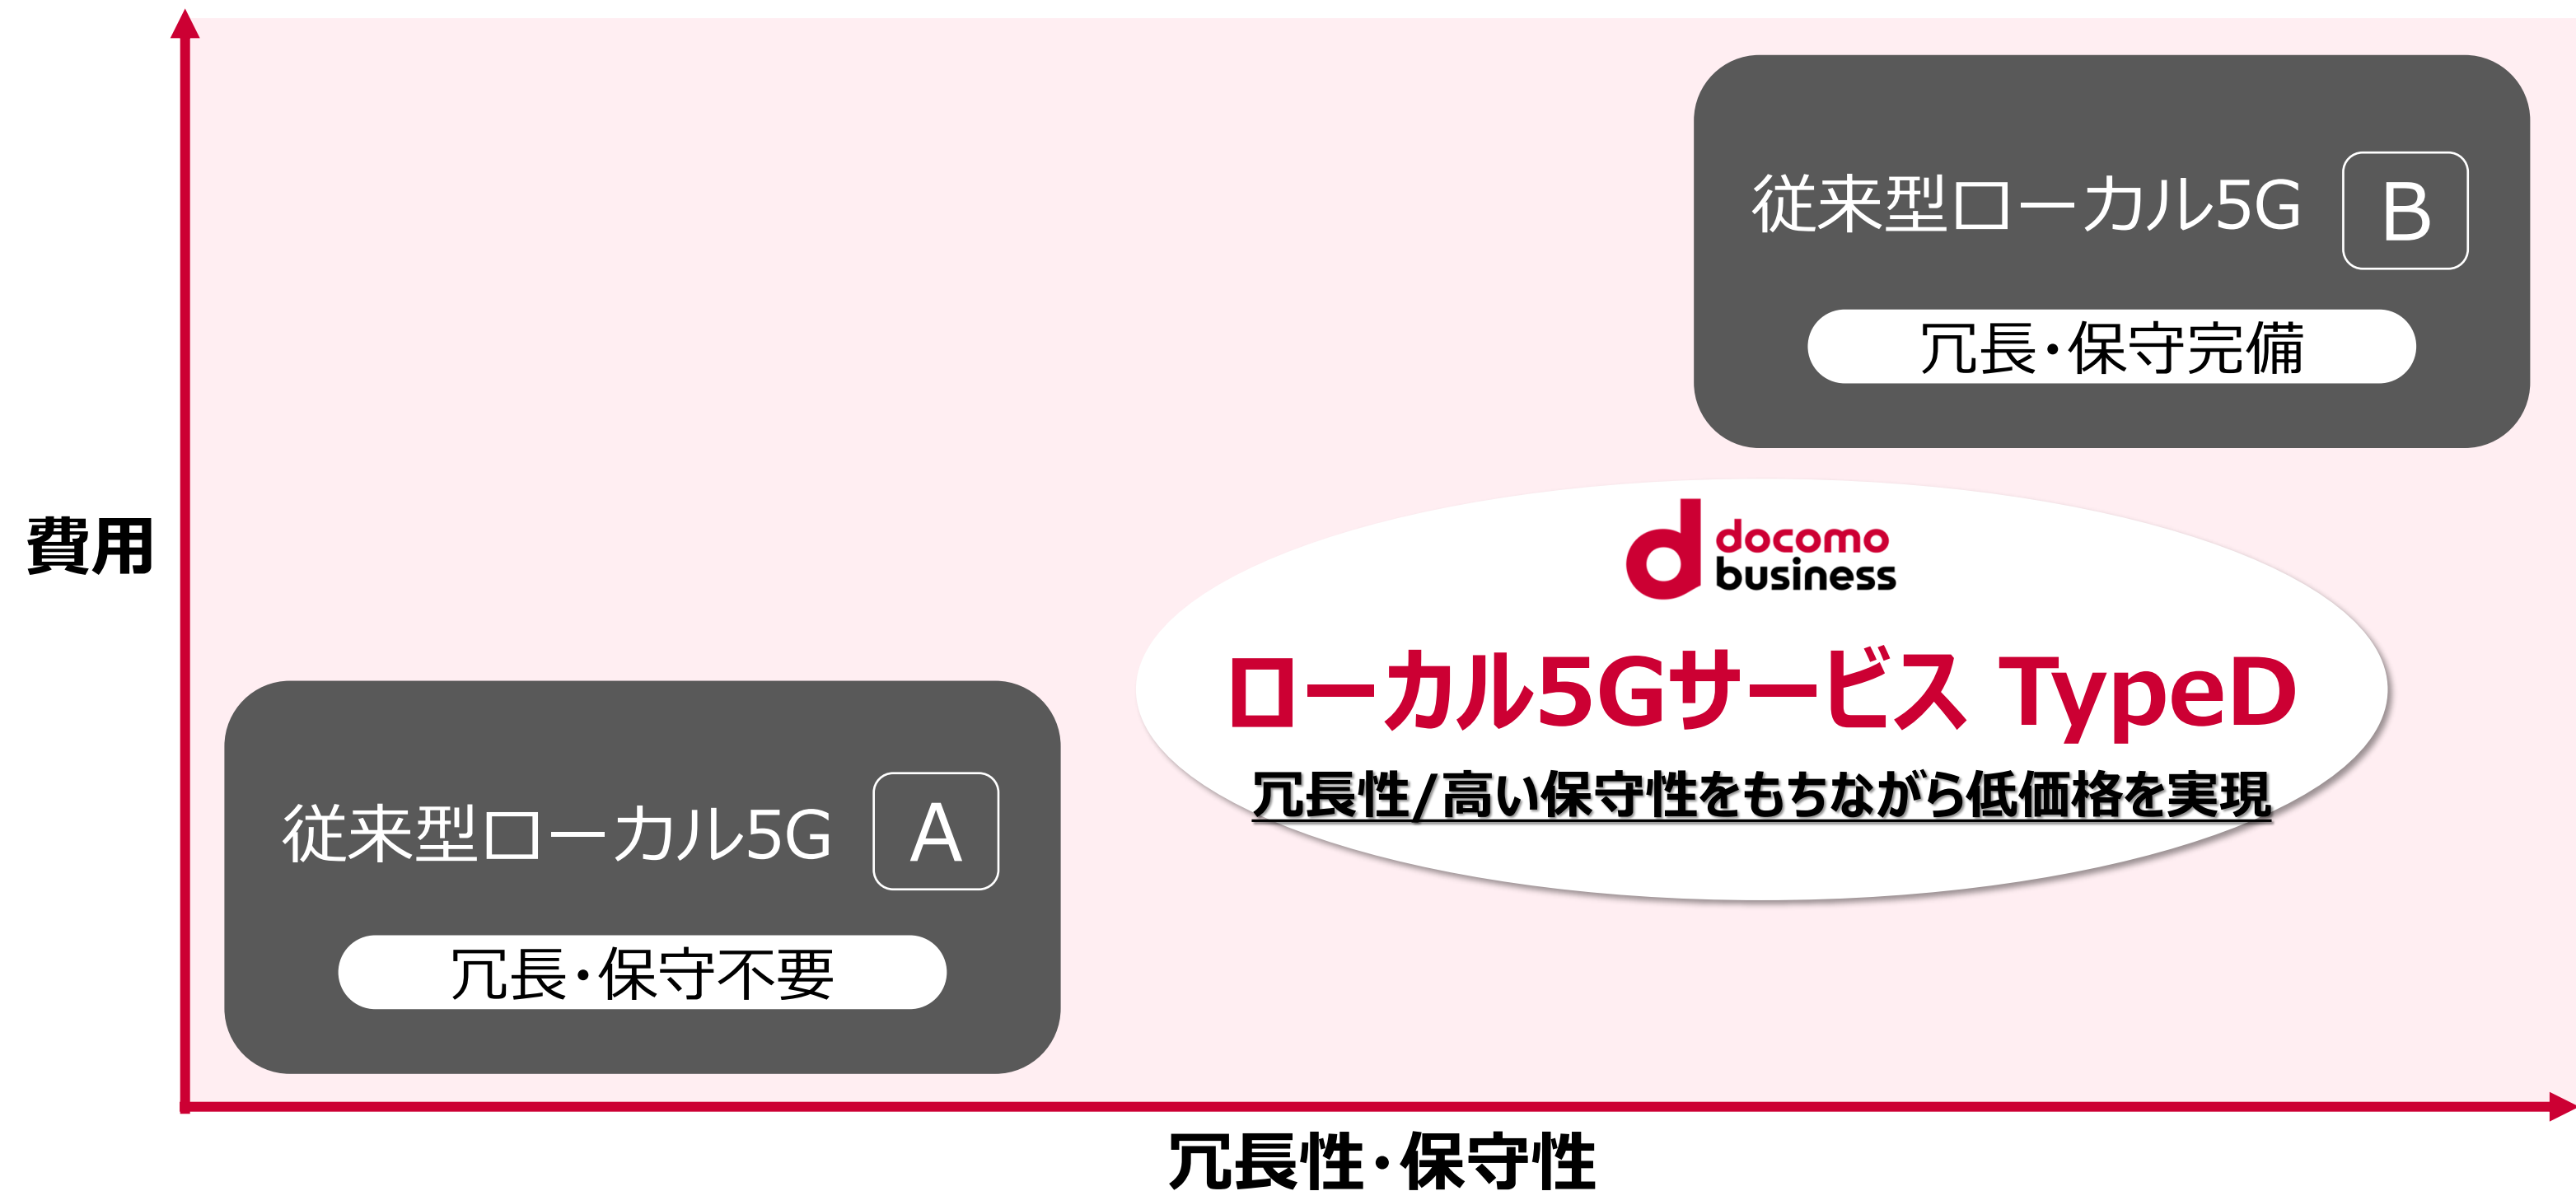 従来型ローカル5G B
冗長・保守完備
費用
docomo
business
ローカル5Gサービス TypeD
冗長性/高い保守性をもちながら低価格を実現
従来型ローカル5G A
冗長・保守不要
冗長性・保守性